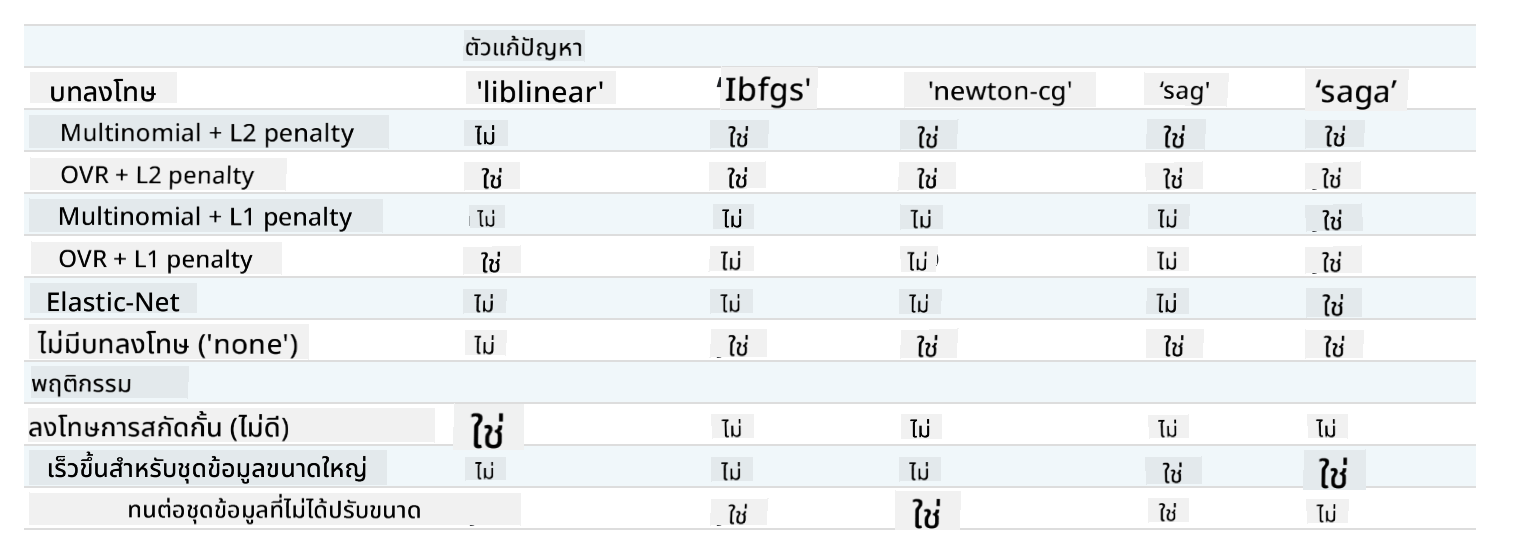 ตัวแก้ปัญหา
บทลงโทษ 'liblinear' ‘Ibfgs' 'newton-cg' ‘sag' ‘saga’
Multinomial + L2 penalty ไม่ ใช่ ใช่ ใช่ ใช่
OVR + L2 penalty ใช่ ใช่ ใช่ ใช่ ใช่
Multinomial + L1 penalty ไม่ ไม่ ไม่ ไม่ ใช่
OVR + L1 penalty ใช่ ไม่ ไม่ ไม่ ใช่
Elastic-Net ไม่ ไม่ ไม่ ไม่ ใช่
ไม่มีบทลงโทษ ('none') ไม่ ใช่ ใช่ ใช่ ใช่
พฤติกรรม
ลงโทษการสกัดกั้น (ไม่ดี) ใช่ ไม่ ไม่ ไม่ ไม่
เร็วขึ้นสำหรับชุดข้อมูลขนาดใหญ่ ไม่ ไม่ ไม่ ใช่ ใช่
ทนต่อชุดข้อมูลที่ไม่ได้ปรับขนาด ใช่ ใช่ ใช่ ไม่